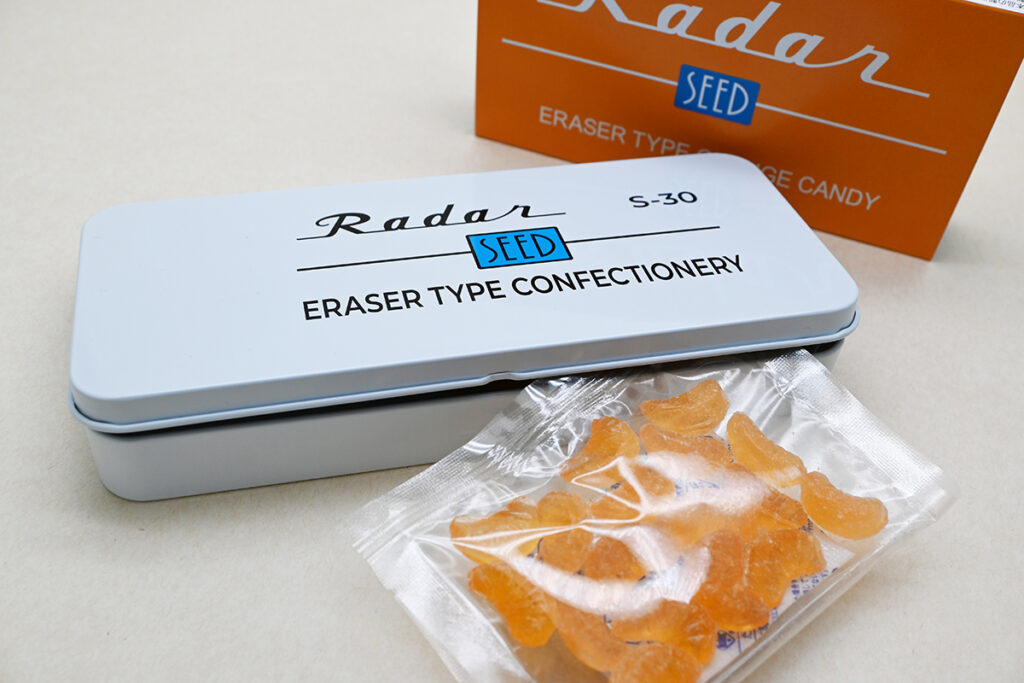 Radar
SEED
ERASER TYPE GE CANDY
Radar
S-30
SEED
ERASER TYPE CONFECTIONERY